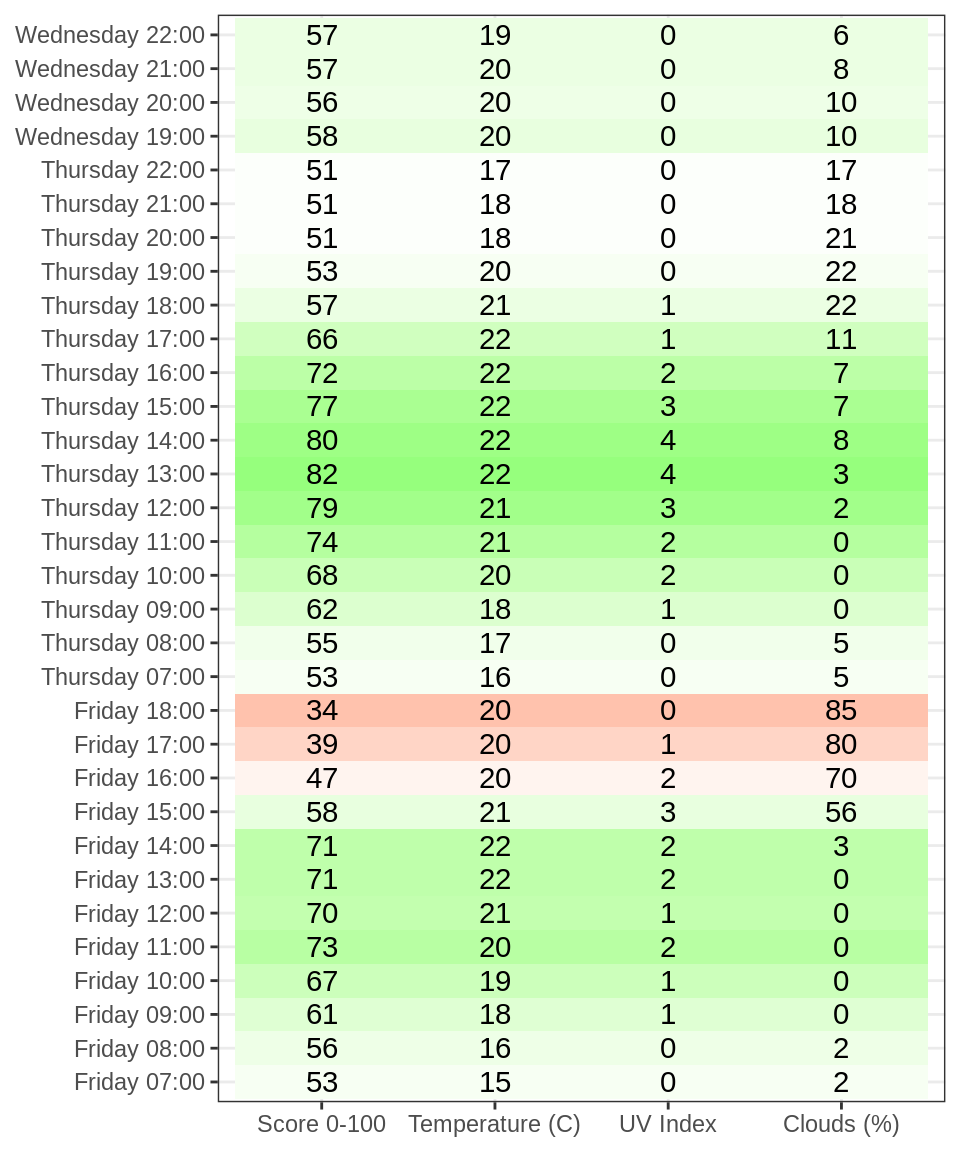 Wednesday 22:00 57 19 0 6
Wednesday 21:00 57 20 0 8
Wednesday 20:00 56 20 0 10
Wednesday 19:00 58 20 0 10
Thursday 22:00 51 17 0 17
Thursday 21:00 51 18 0 18
Thursday 20:00 51 18 0 21
Thursday 19:00 53 20 0 22
Thursday 18:00 57 21 1 22
Thursday 17:00 66 22 1 11
Thursday 16:00 72 22 2 7
Thursday 15:00 77 22 3 7
Thursday 14:00 80 22 4 8
Thursday 13:00 82 22 4 3
Thursday 12:00 79 21 3 2
Thursday 11:00 74 21 2 0
Thursday 10:00 68 20 2 0
Thursday 09:00 62 18 1 0
Thursday 08:00 55 17 0 5
Thursday 07:00 53 16 0 5
Friday 18:00 34 20 0 85
Friday 17:00 39 20 1 80
Friday 16:00 47 20 2 70
Friday 15:00 58 21 3 56
Friday 14:00 71 22 2 3
Friday 13:00 71 22 2 0
Friday 12:00 70 21 1 0
Friday 11:00 73 20 2 0
Friday 10:00 67 19 1 0
Friday 09:00 61 18 1 0
Friday 08:00 56 16 0 2
Friday 07:00 53 15 0 2
Score 0-100 Temperature (C) UV Index Clouds (%)